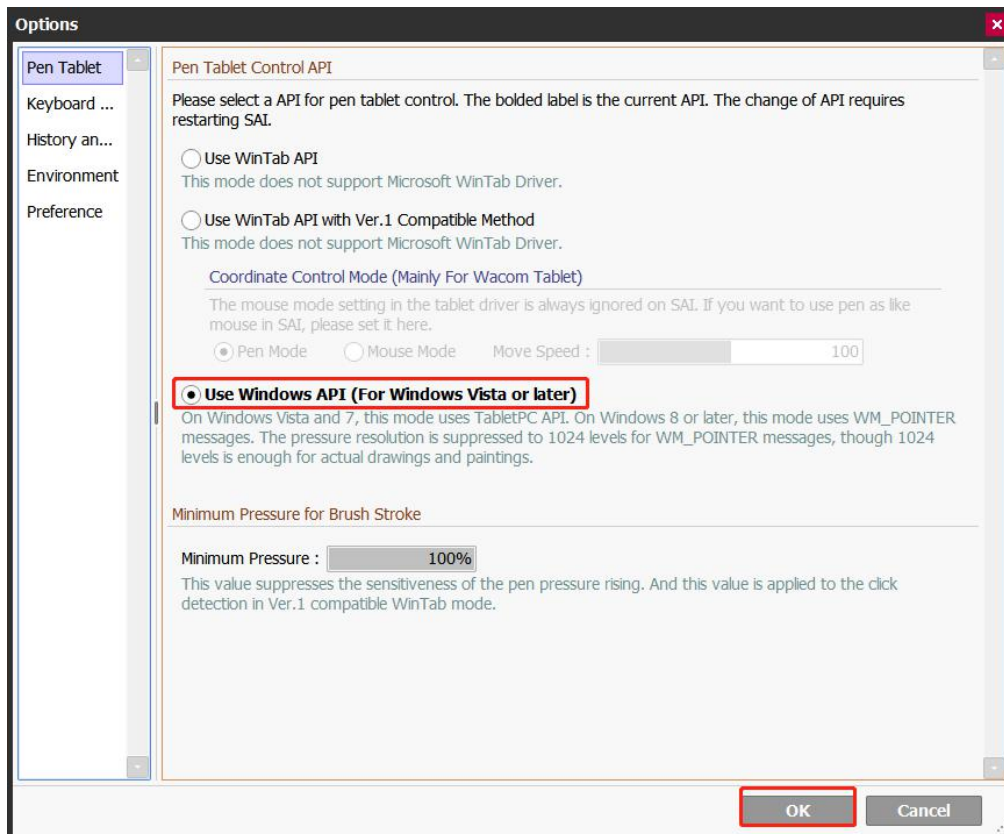 Options
Pen Tablet
Keyboard ...
History an...
Environment
Preference
Pen Tablet Control API
Please select a API for pen tablet control. The bolded label is the current API. The change of API requires
restarting SAI.
Use WinTab API
This mode does not support Microsoft WinTab Driver.
Use WinTab API with Ver.1 Compatible Method
This mode does not support Microsoft WinTab Driver.
Coordinate Control Mode (Mainly For Wacom Tablet)
The mouse mode setting in the tablet driver is always ignored on SAI. If you want to use pen as like
mouse in SAI, please set it here.
Pen Mode Mouse Mode Move Speed : 100
Use Windows API (For Windows Vista or later)
On Windows Vista and 7, this mode uses TabletPC API. On Windows 8 or later, this mode uses WM_POINTER
messages. The pressure resolution is suppressed to 1024 levels for WM_POINTER messages, though 1024
levels is enough for actual drawings and paintings.
Minimum Pressure for Brush Stroke
Minimum Pressure : 100%
This value suppresses the sensitiveness of the pen pressure rising. And this value is applied to the click
detection in Ver.1 compatible WinTab mode.
OK Cancel